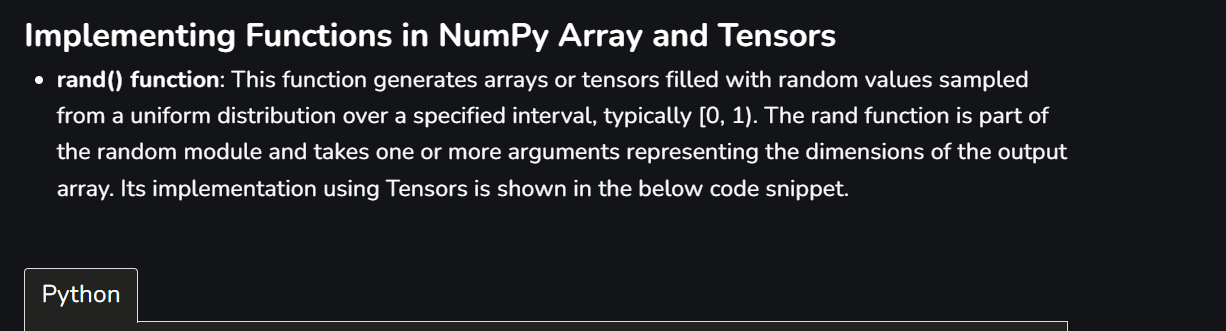 Implementing Functions in NumPy Array and Tensors
• rand() function: This function generates arrays or tensors filled with random values sampled
from a uniform distribution over a specified interval, typically [0, 1). The rand function is part of
the random module and takes one or more arguments representing the dimensions of the output
array. Its implementation using Tensors is shown in the below code snippet.
Python